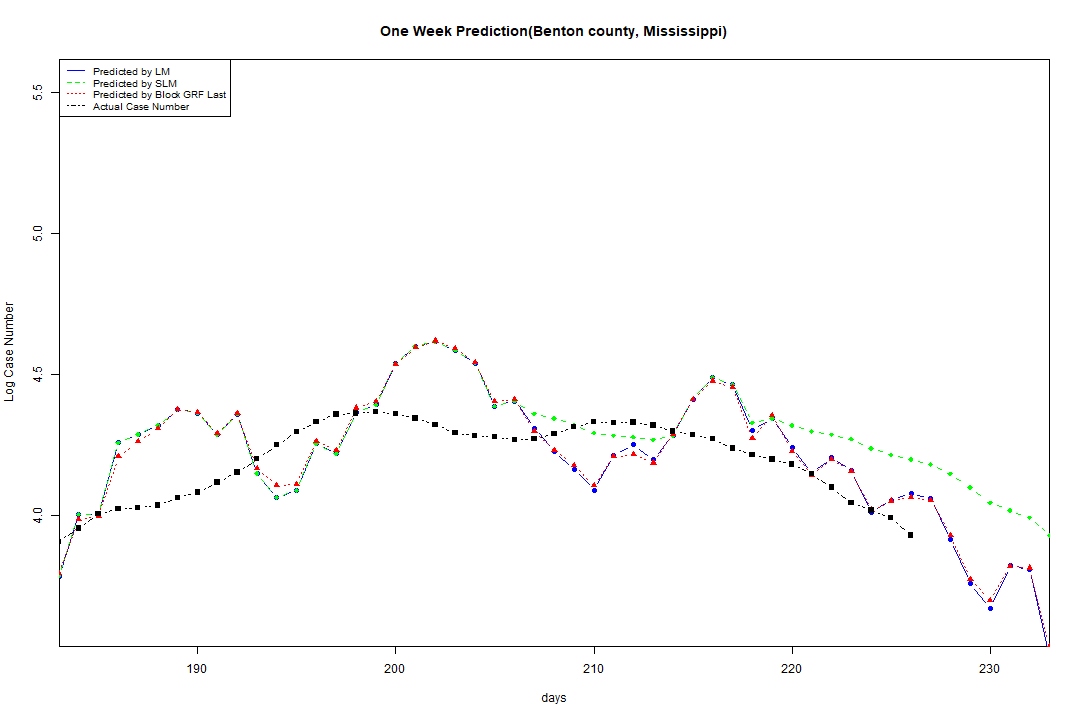 One Week Prediction(Benton county, Mississippi)
Predicted by LM
Predicted by SLM
Predicted by Block GRF Last
Actual Case Number
5.5
5.0
4.5
4.0
Log Case Number
190 200 210 220 230
days